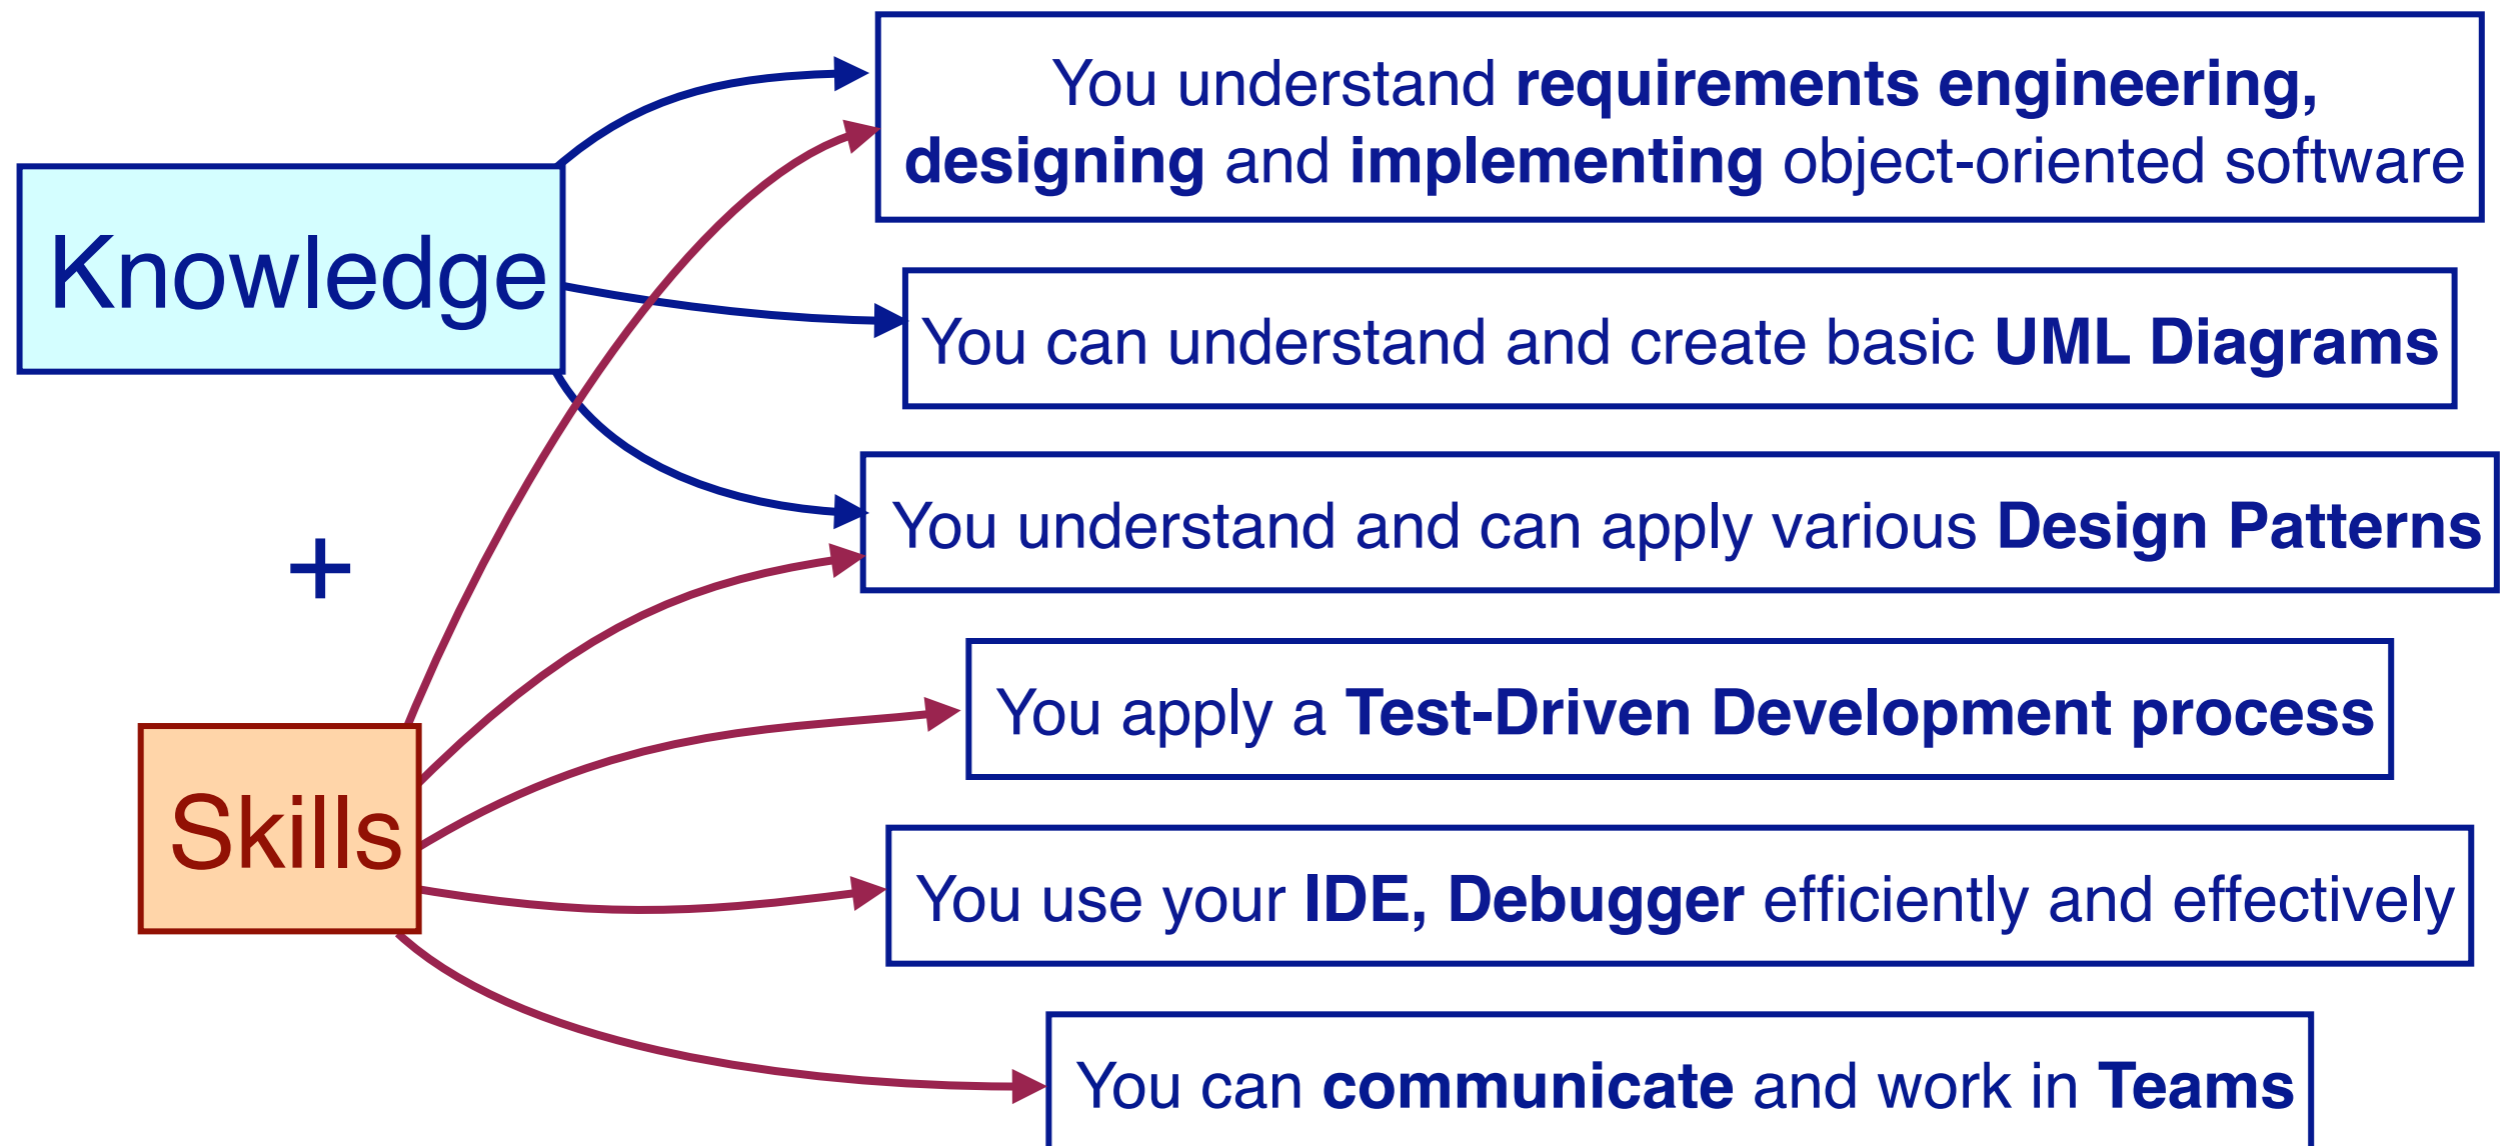 Knowledge
+
Skills
You understand requirements engineering,
designing and implementing object-oriented software
You can understand and create basic UML Diagrams
You understand and can apply various Design Patterns
You apply a Test-Driven Development process
You use your IDE, Debugger efficiently and effectively
You can communicate and work in Teams